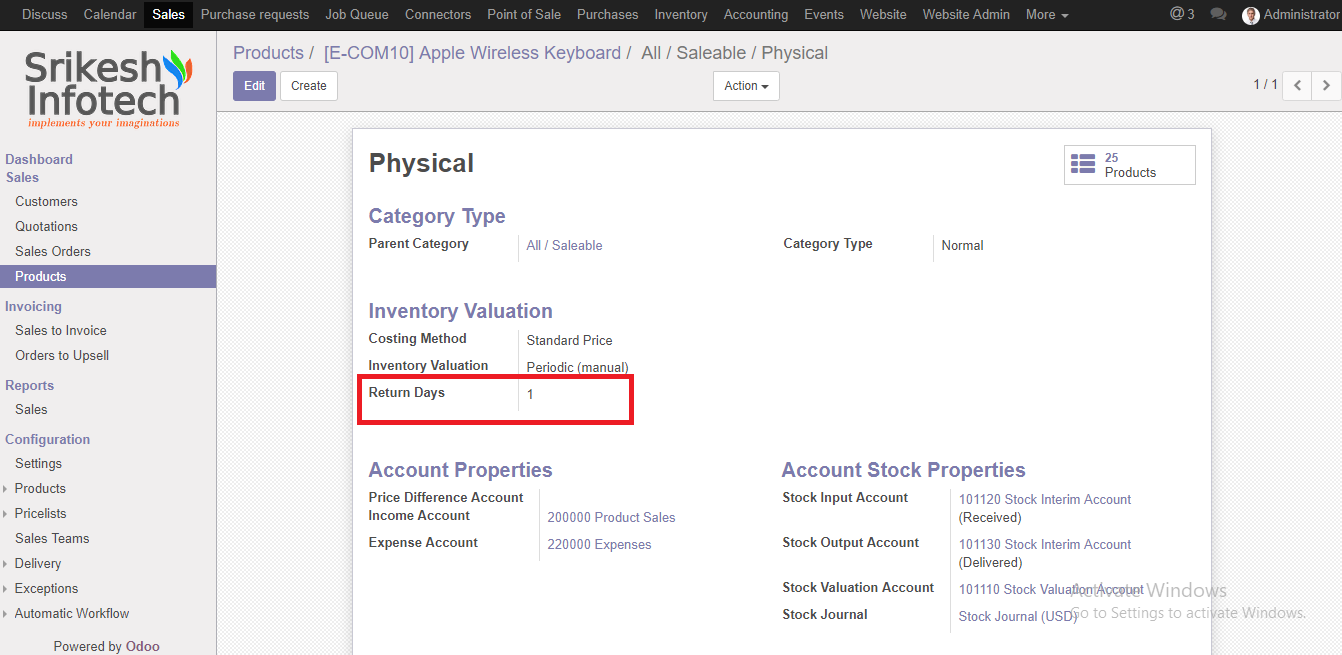 Discuss Calendar Sales Purchase requests Job Queue Connectors Point of Sale Purchases Inventory Accounting Events Website Website Admin More @ 3 Administrator
Products / [E-COM10] Apple Wireless Keyboard / All / Saleable / Physical
Edit Create Action 1 / 1
Srikesh
Infotech
implements your imaginations
Dashboard
Sales
Customers
Quotations
Sales Orders
Products
Invoicing
Sales to Invoice
Orders to Upsell
Reports
Sales
Configuration
Settings
Products
Pricelists
Sales Teams
Delivery
Exceptions
Automatic Workflow
Powered by Odoo
Physical
25
Products
Category Type
Parent Category All / Saleable
Category Type Normal
Inventory Valuation
Costing Method Standard Price
Inventory Valuation Periodic (manual)
Return Days 1
Account Properties
Price Difference Account
Income Account 200000 Product Sales
Expense Account 220000 Expenses
Account Stock Properties
Stock Input Account 101120 Stock Interim Account
(Received)
Stock Output Account 101130 Stock Interim Account
(Delivered)
Stock Valuation Account 101110 Stock Valuation Account
Stock Journal Stock Journal (USD)
Activate Windows
Go to Settings to activate Windows.